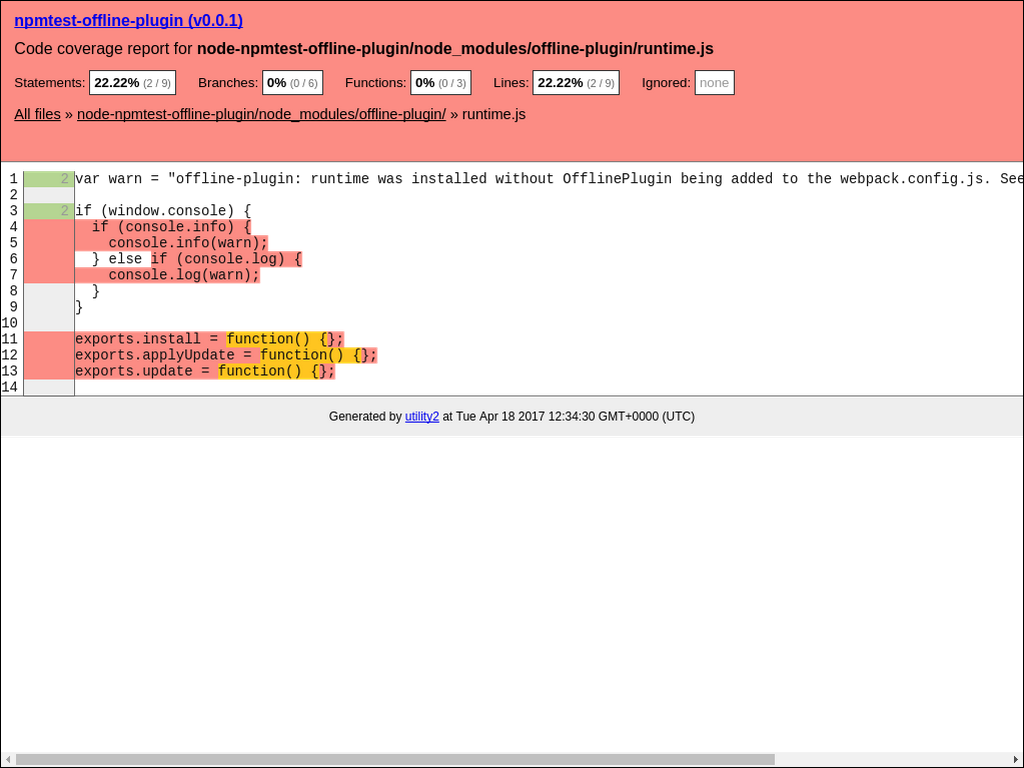 npmtest-offline-plugin (v0.0.1)
Code coverage report for node-npmtest-offline-plugin/node_modules/offline-plugin/runtime.js
Statements: 22.22% (2 / 9) Branches: 0% (0 / 6) Functions: 0% (0 / 3) Lines: 22.22% (2 / 9) Ignored: none
All files » node-npmtest-offline-plugin/node_modules/offline-plugin/ » runtime.js
1 2 var warn = "offline-plugin: runtime was installed without OfflinePlugin being added to the webpack.config.js. See
2
3 2 if (window.console) {
4   if (console.info) {
5     console.info(warn);
6   } else if (console.log) {
7     console.log(warn);
8   }
9 }
10
11 exports.install = function() {};
12 exports.applyUpdate = function() {};
13 exports.update = function() {};
14
Generated by utility2 at Tue Apr 18 2017 12:34:30 GMT+0000 (UTC)